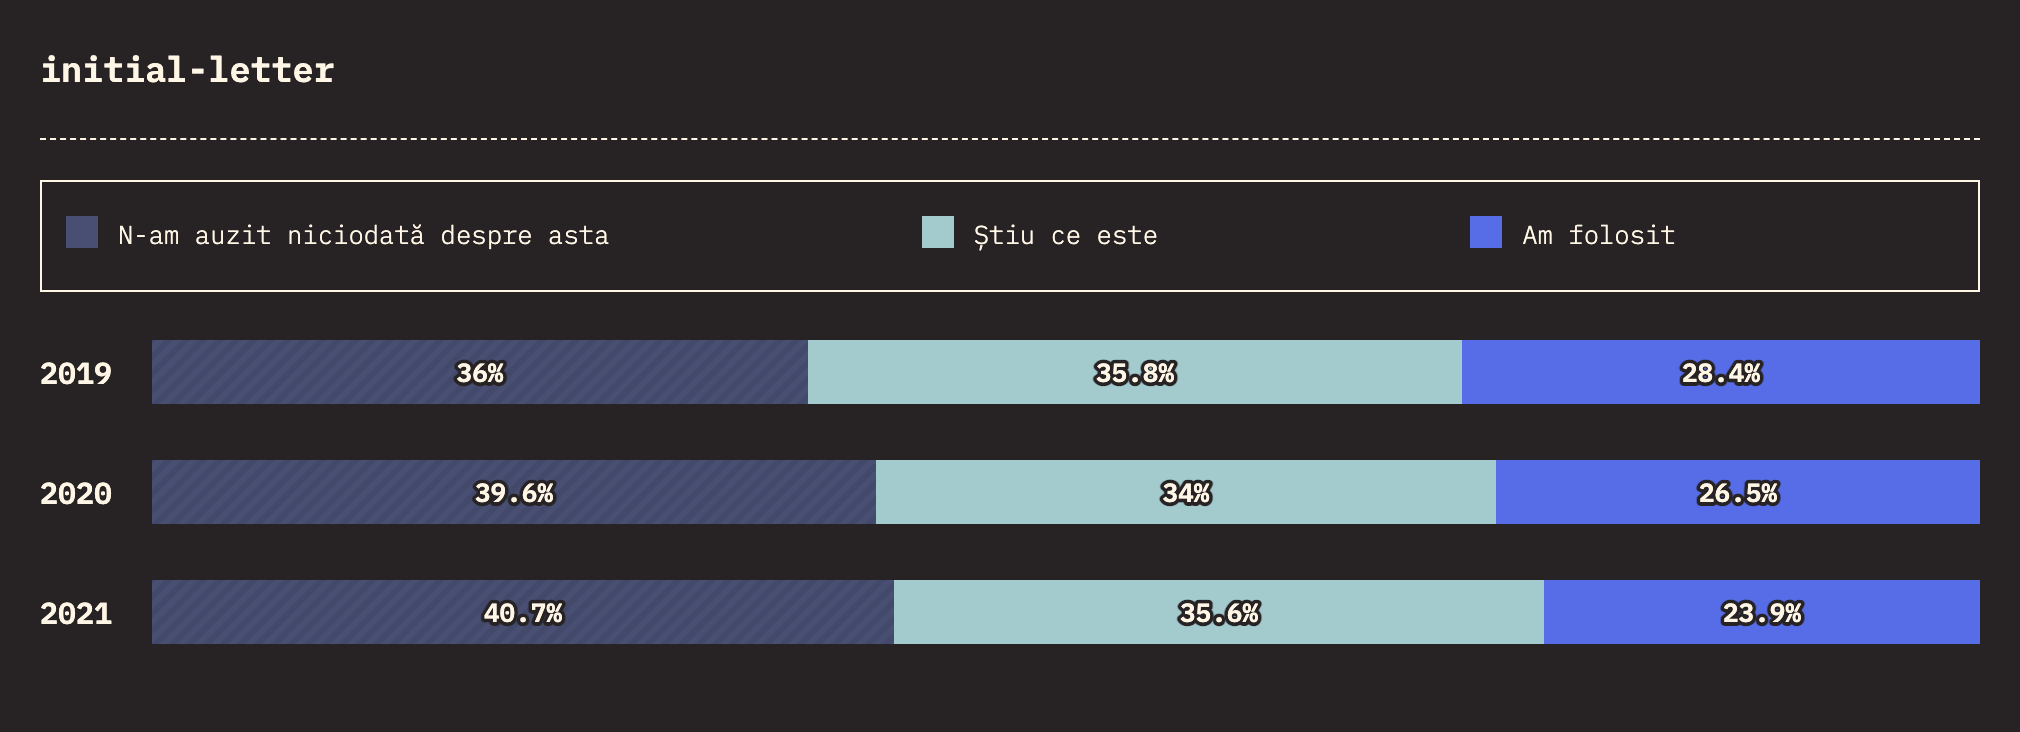 initial-letter
N-am auzit niciodată despre asta
Știu ce este
Am folosit
2019 36% 35.8% 28.4%
2020 39.6% 34% 26.5%
2021 40.7% 35.6% 23.9%